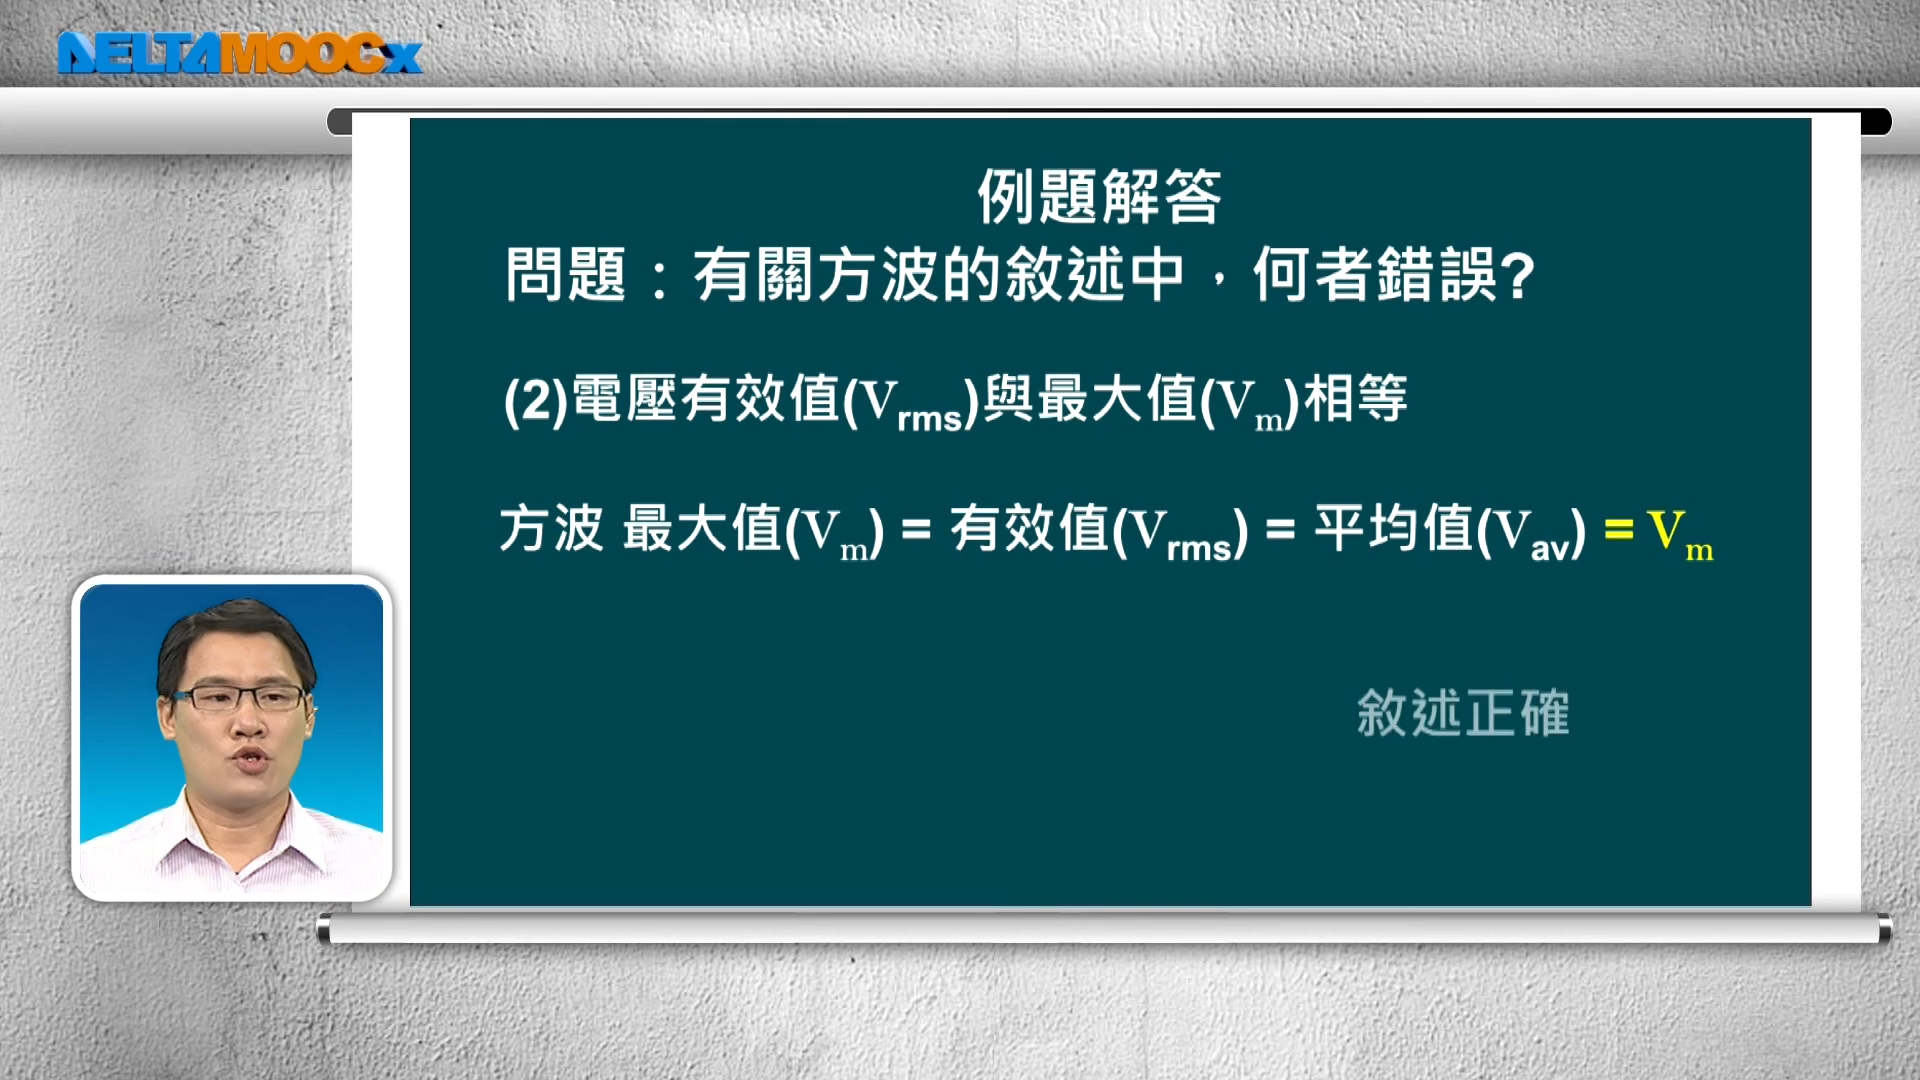 DELTAMOOCx
例題解答
問題：有關方波的敘述中，何者錯誤?
(2)電壓有效值(Vrms)與最大值(Vm)相等
方波 最大值(Vm) = 有效值(Vrms) = 平均值(Vav) = Vm
敘述正確